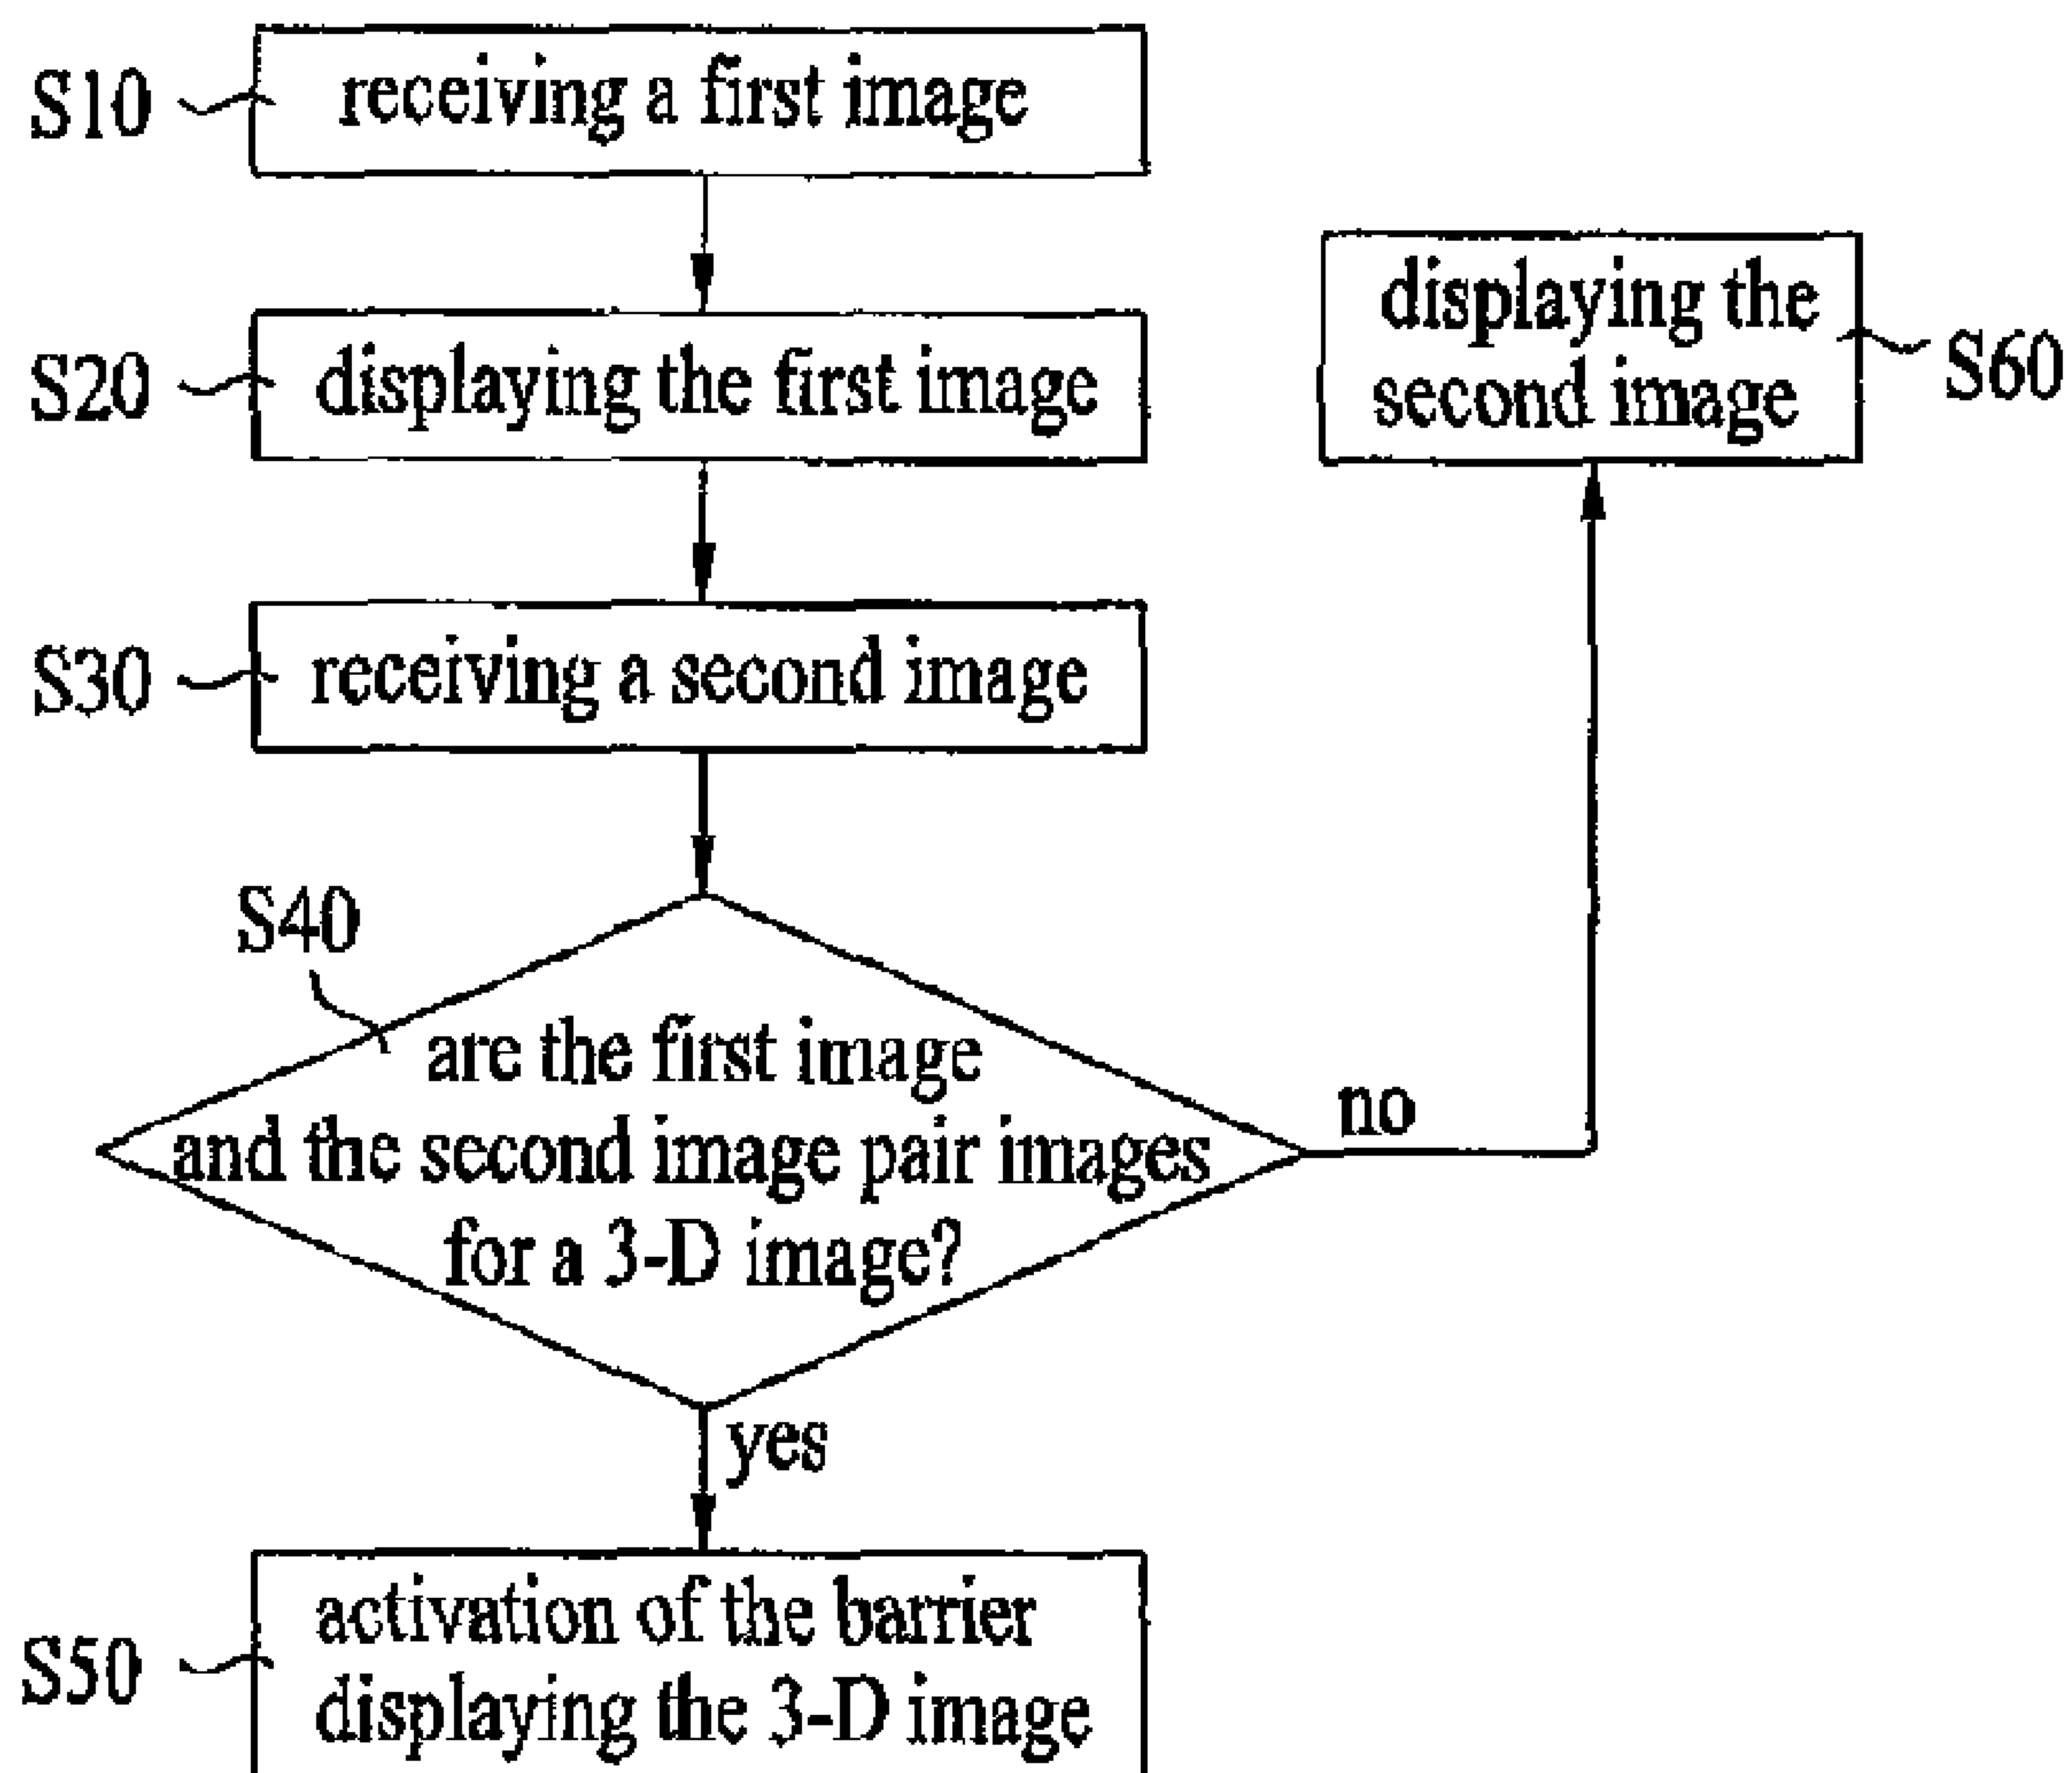 S10
receiving a first image
S20
displaying the first image
S30
receiving a second image
S40
are the first image
and the second image pair images
for a 3-D image?
no
displaying the
second image
S60
yes
S50
activation of the barrier
displaying the 3-D image